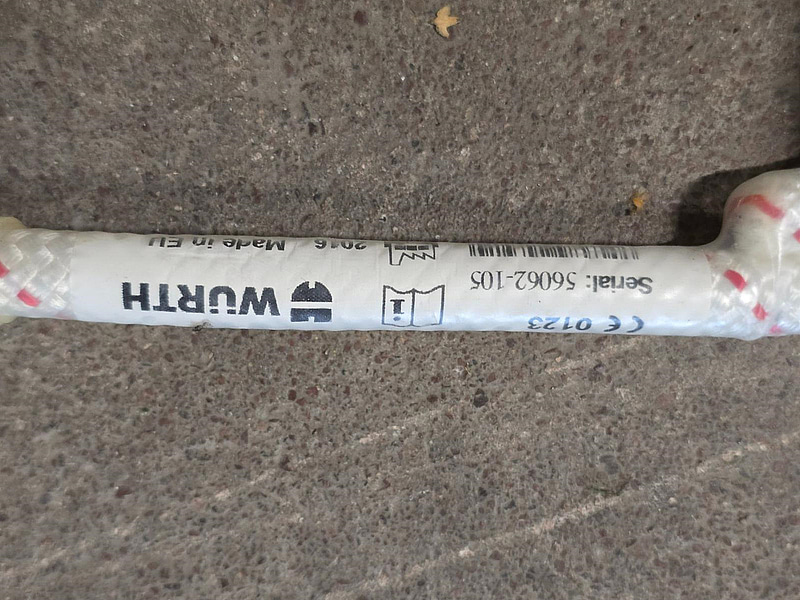 CE 0123
Serial: 56062-105
i
WÜRTH
2016
Made in EU